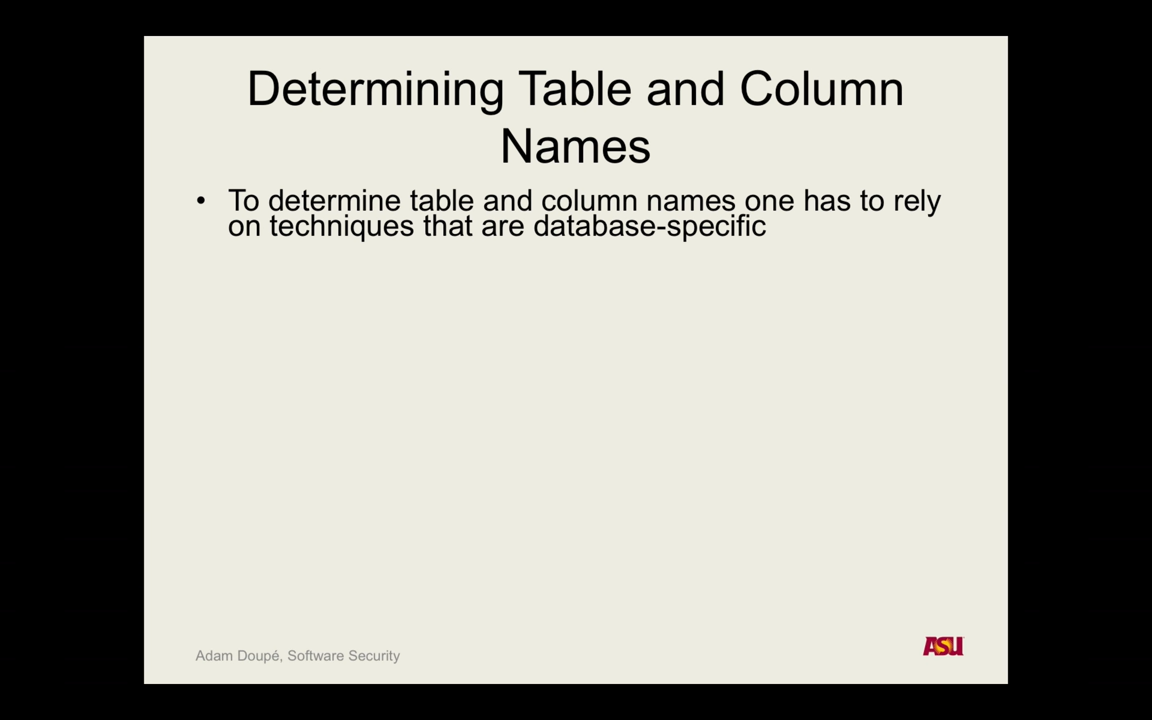 Determining Table and Column
Names
• To determine table and column names one has to rely
on techniques that are database-specific
Adam Doupé, Software Security
ASU